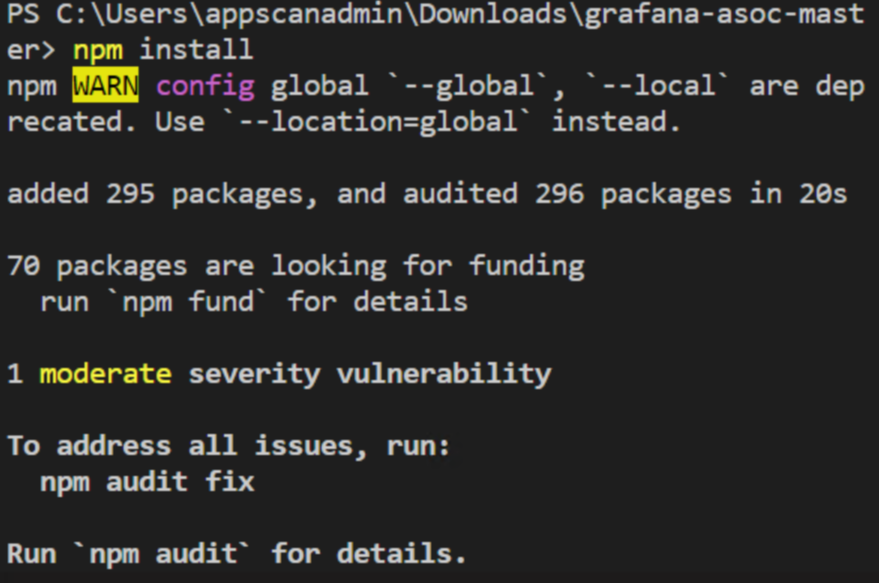 PS C:\Users\appscanadmin\Downloads\grafana-asoc-mast
er> npm install
npm WARN config global `--global`, `--local` are dep
recated. Use `--location=global` instead.
added 295 packages, and audited 296 packages in 20s
70 packages are looking for funding
  run `npm fund` for details
1 moderate severity vulnerability
To address all issues, run:
  npm audit fix
Run `npm audit` for details.